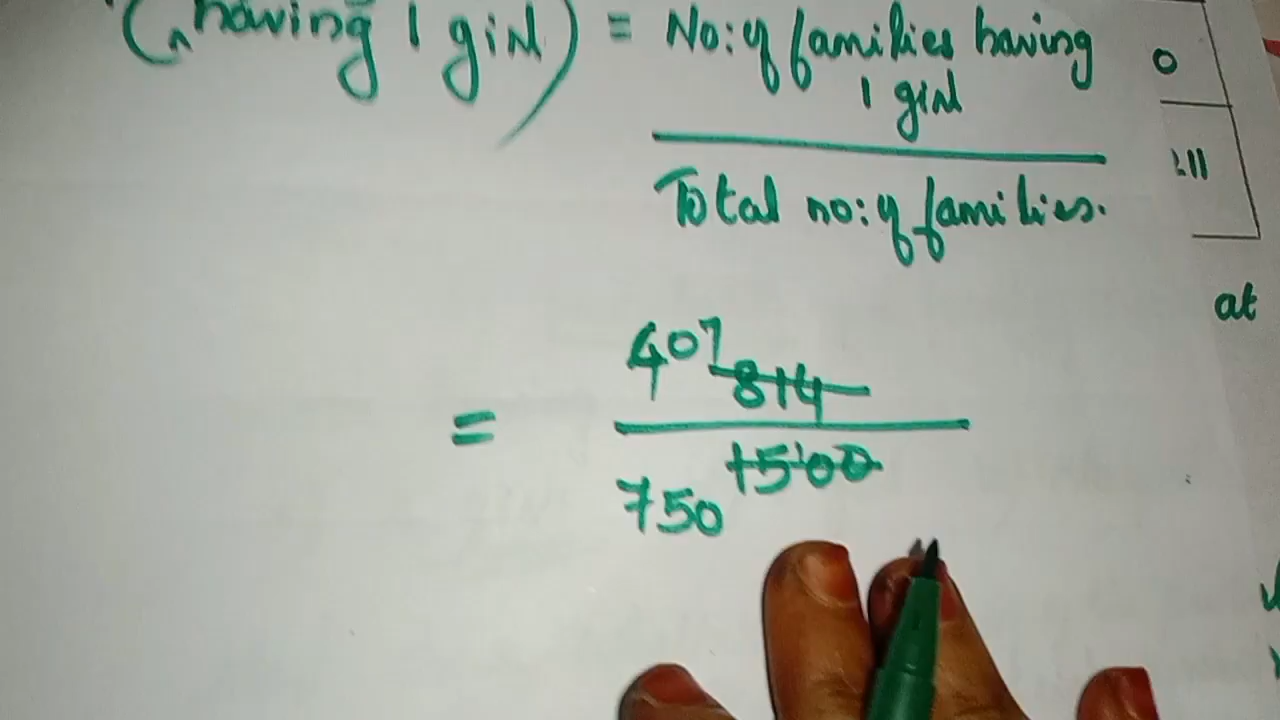 (having 1 girl) = No: of families having
1 girl
Total no: of families.
0
211
at
407 814
= 
750 1500